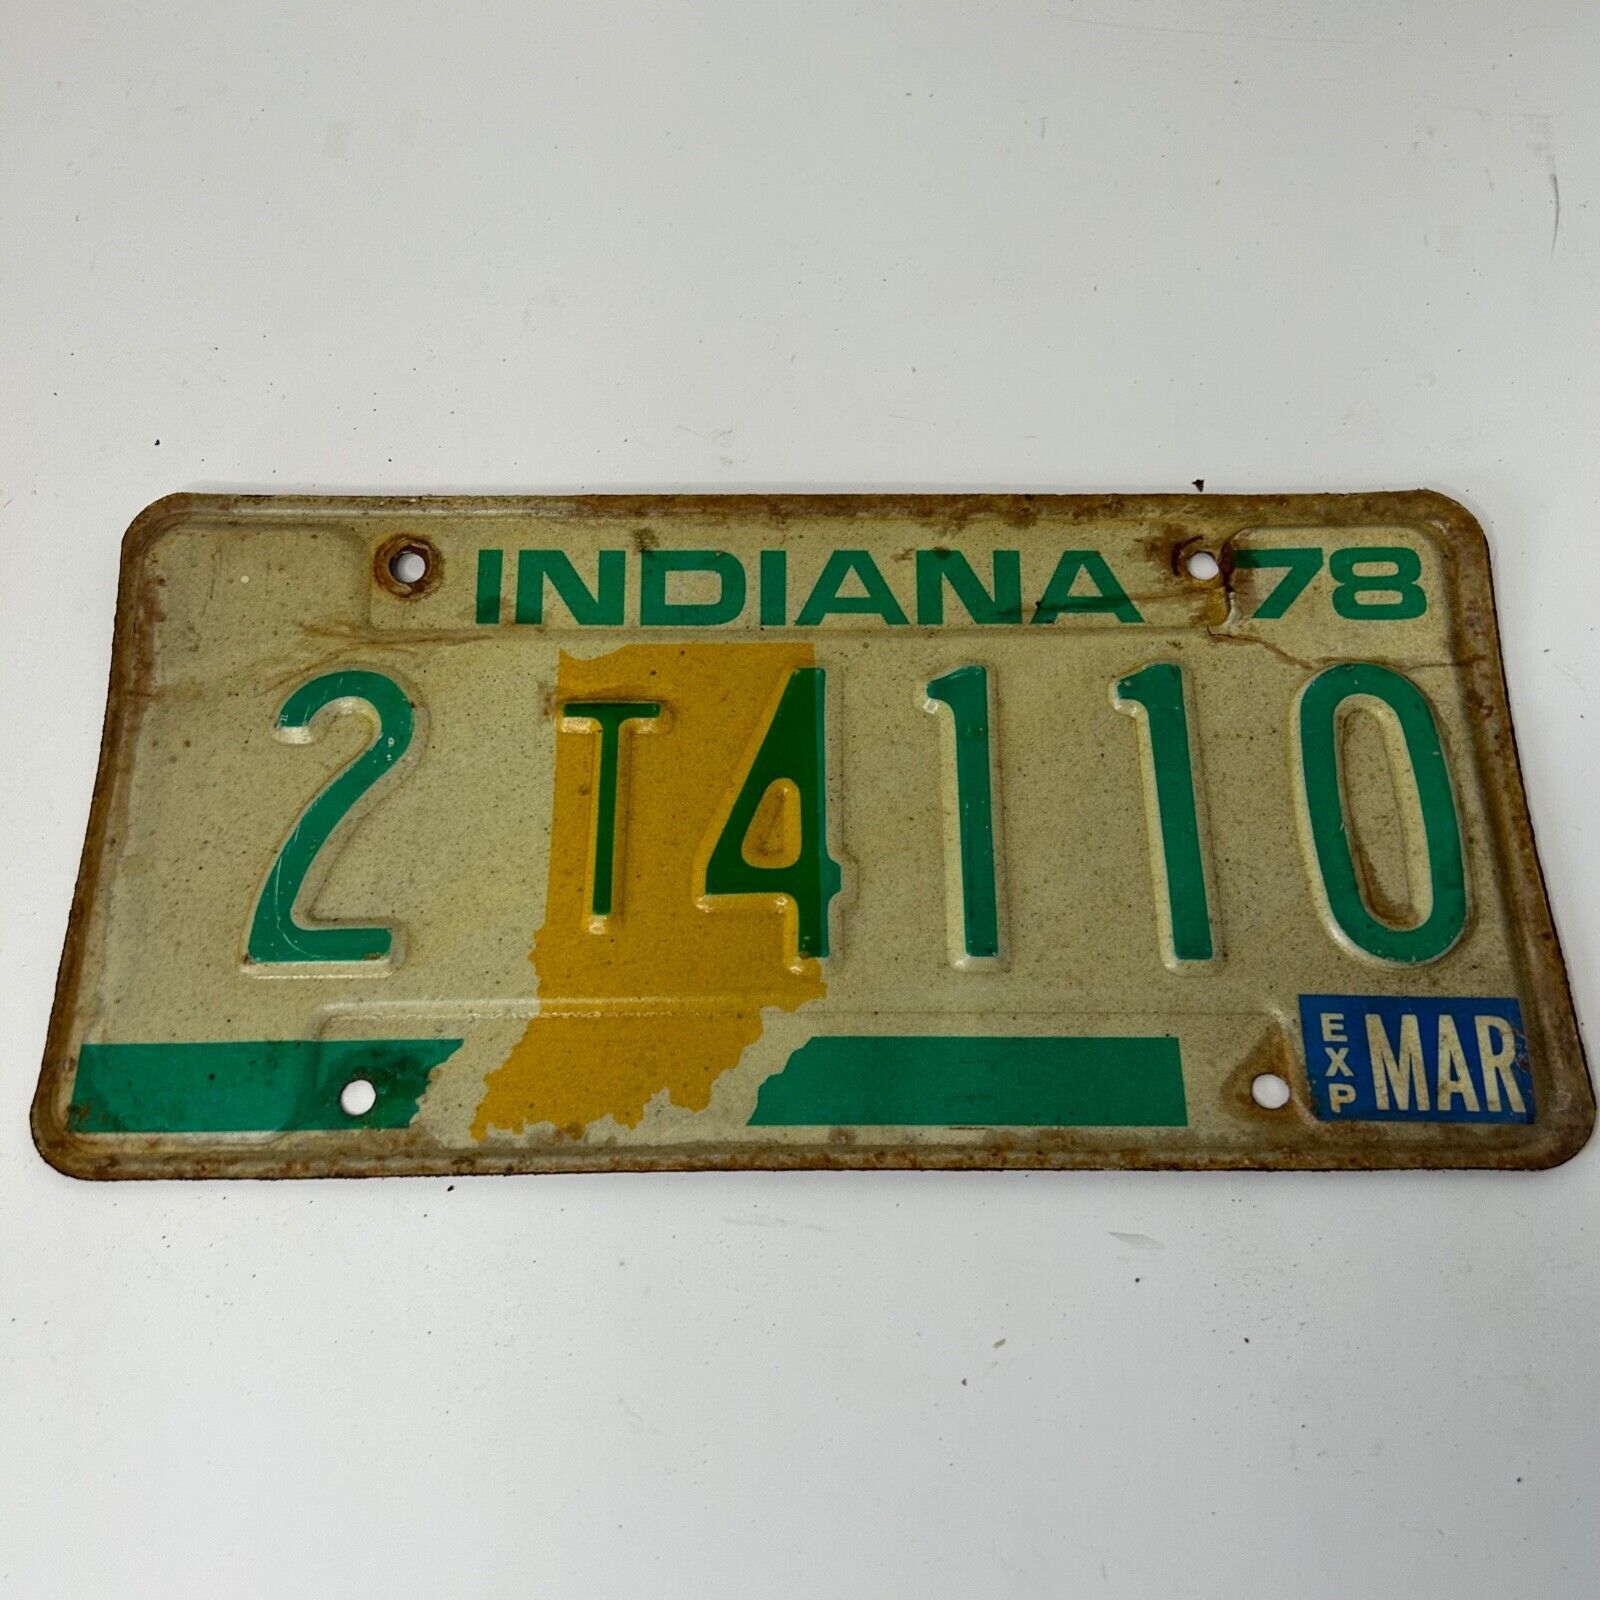 INDIANA 78
2 T 4110
EXP MAR